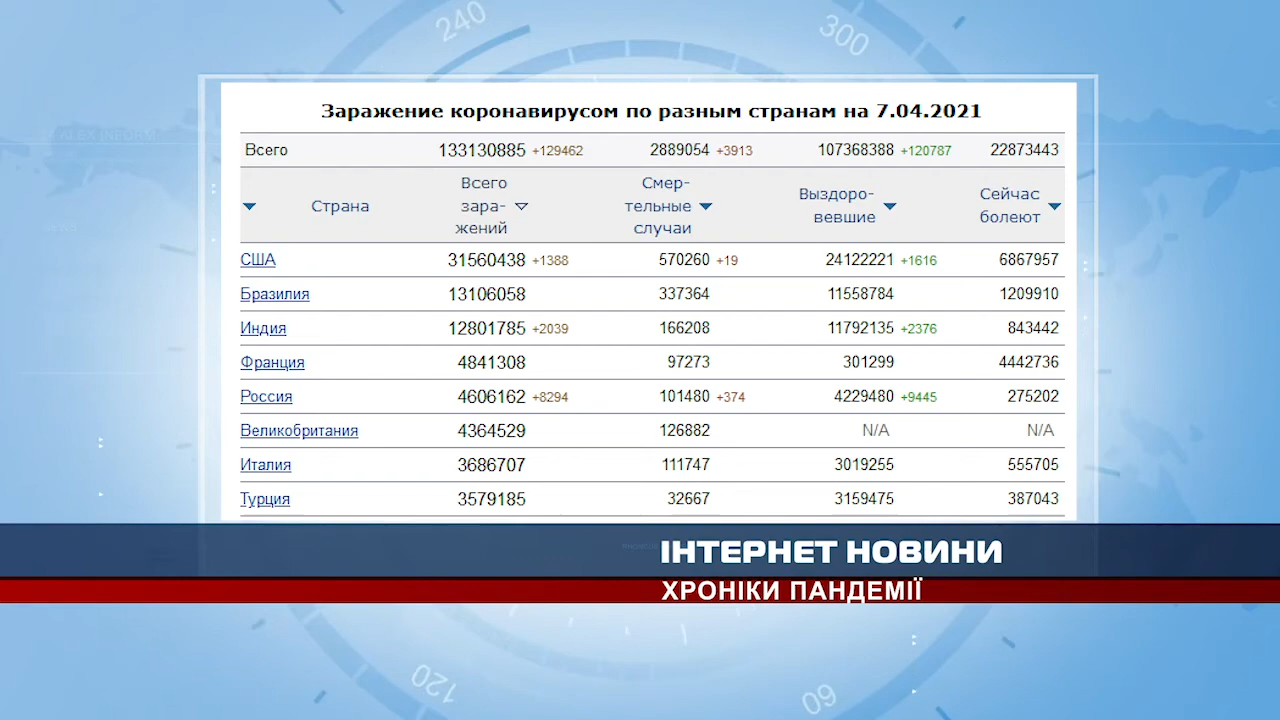 240
300
Заражение коронавирусом по разным странам на 7.04.2021
Всего 133130885 +129462 2889054 +3913 107368388 +120787 22873443
Страна Всего зара- жений Смер- тельные случаи Выздоро- вевшие Сейчас болеют
США 31560438 +1388 570260 +19 24122221 +1616 6867957
Бразилия 13106058 337364 11558784 1209910
Индия 12801785 +2039 166208 11792135 +2376 843442
Франция 4841308 97273 301299 4442736
Россия 4606162 +8294 101480 +374 4229480 +9445 275202
Великобритания 4364529 126882 N/A N/A
Италия 3686707 111747 3019255 555705
Турция 3579185 32667 3159475 387043
ІНТЕРНЕТ НОВИНИ
ХРОНІКИ ПАНДЕМІЇ
120
60